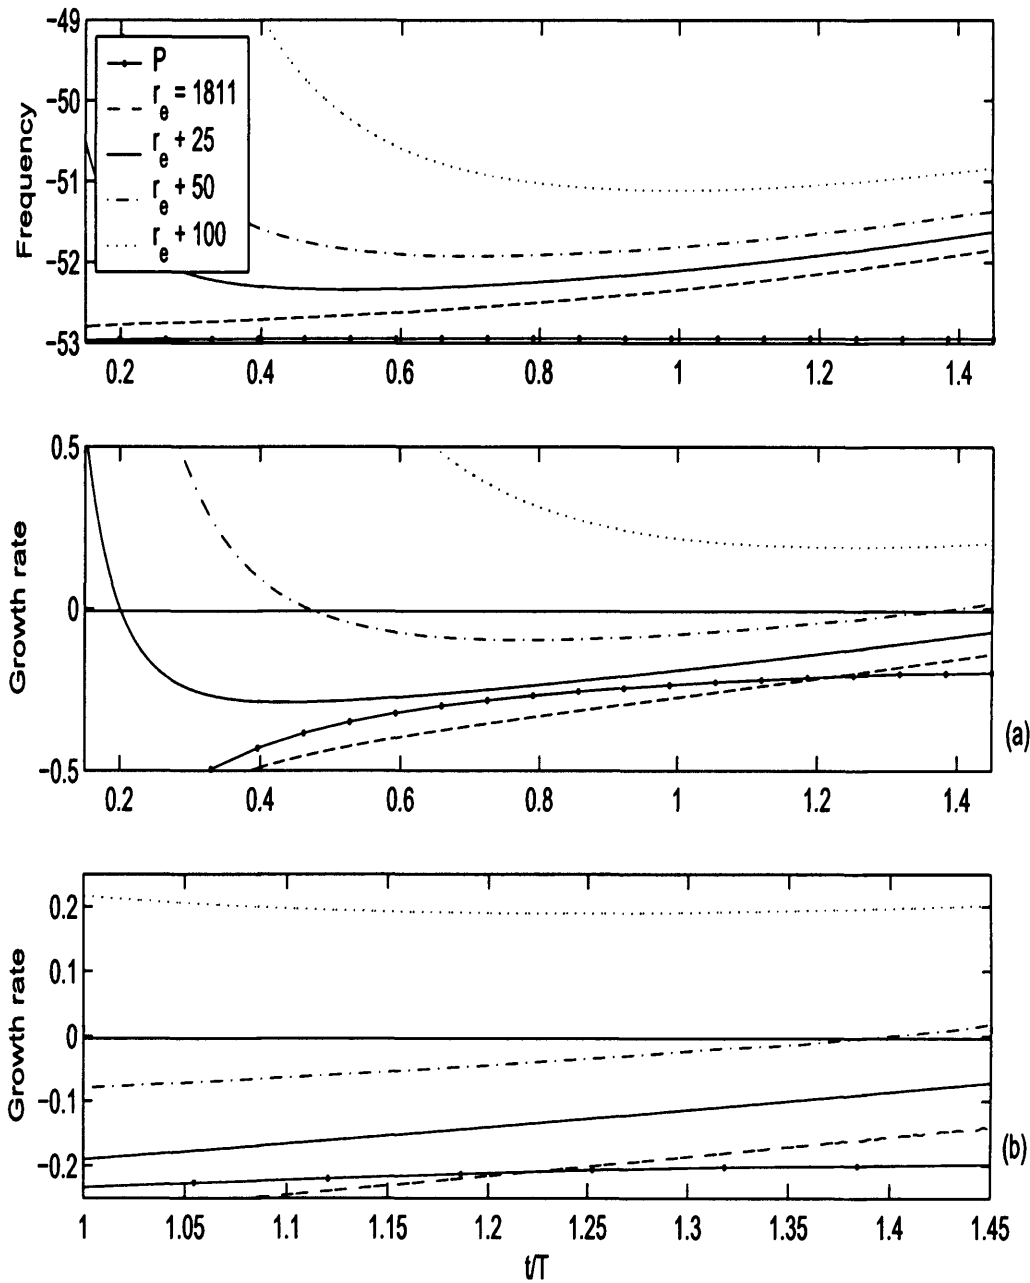 -49
-50
-51
-52
-53
Frequency
P
r_e = 1811
r_e + 25
r_e + 50
r_e + 100
0.2 0.4 0.6 0.8 1 1.2 1.4
0.5
0
-0.5
Growth rate
0.2 0.4 0.6 0.8 1 1.2 1.4
(a)
0.2
0.1
0
-0.1
-0.2
Growth rate
1 1.05 1.1 1.15 1.2 1.25 1.3 1.35 1.4 1.45
t/T
(b)